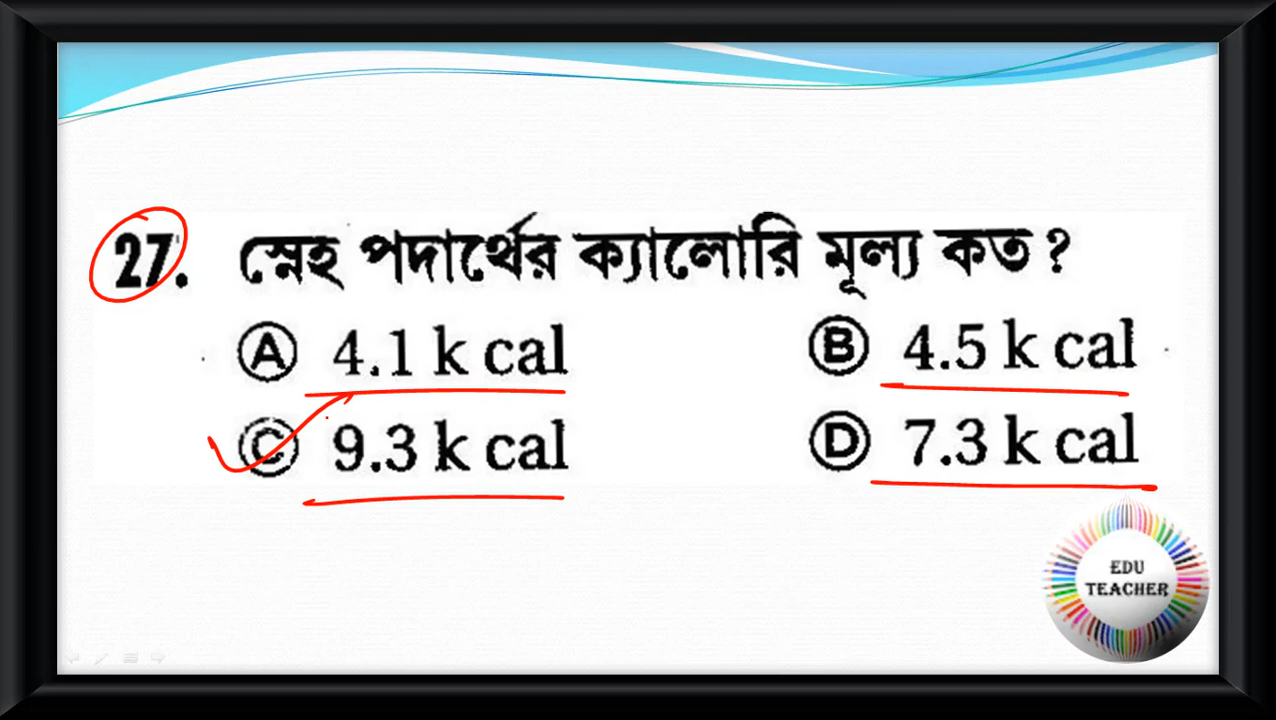 27. স্নেহ পদার্থের ক্যালোরি মূল্য কত ?
Ⓐ 4.1 k cal Ⓑ 4.5 k cal
Ⓒ 9.3 k cal Ⓓ 7.3 k cal
EDU
TEACHER